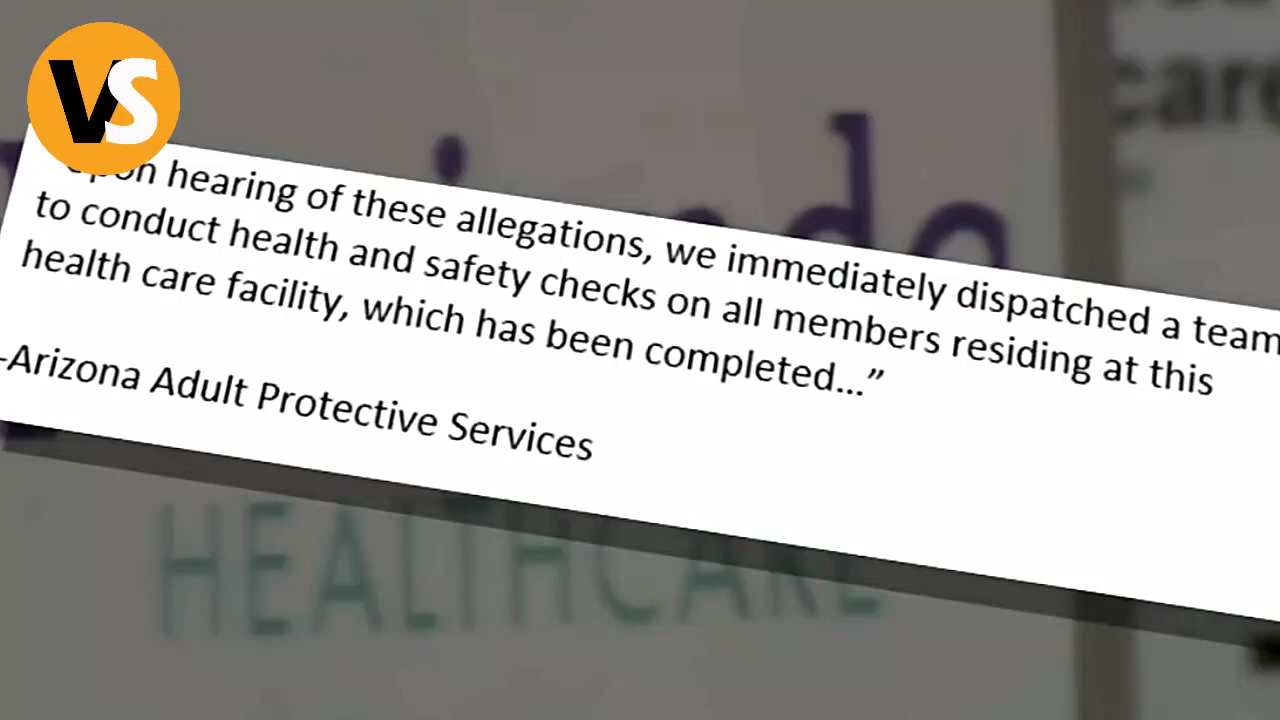 VS
care
"Upon hearing of these allegations, we immediately dispatched a team
to conduct health and safety checks on all members residing at this
health care facility, which has been completed…”
-Arizona Adult Protective Services
HEALTHCARE